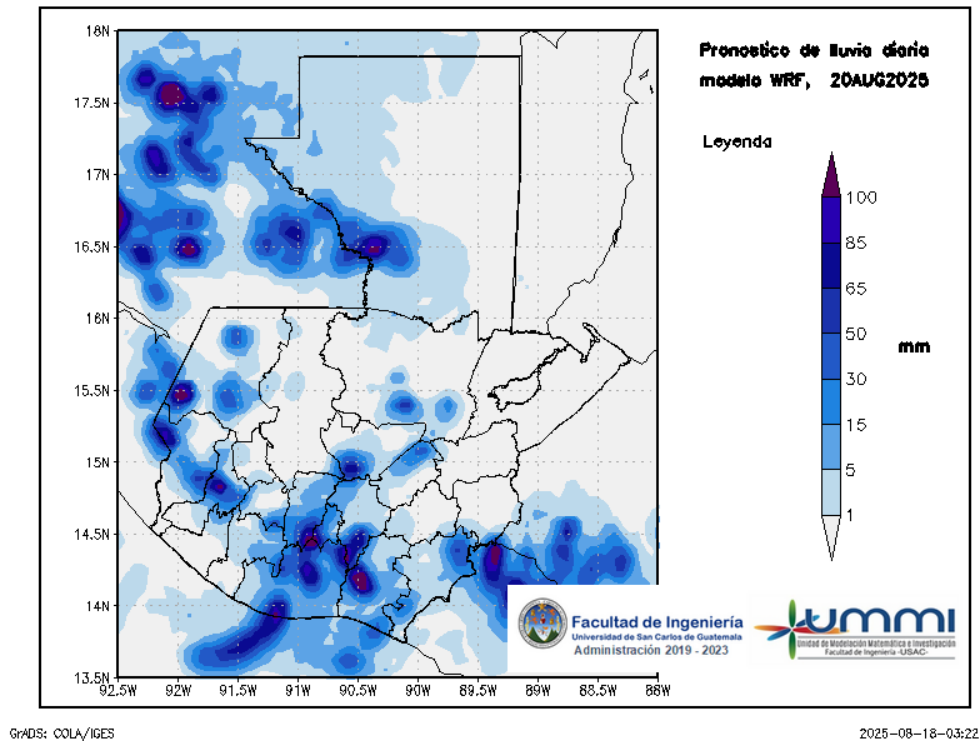 Pronostico de lluvia diaria
modelo WRF, 20AUG2025
Leyenda
100
85
65
50
30
15
5
1
mm
18N
17.5N
17N
16.5N
16N
15.5N
15N
14.5N
14N
13.5N
92.5W 92W 91.5W 91W 90.5W 90W 89.5W 89W 88.5W 88W
Facultad de Ingeniería
Universidad de San Carlos de Guatemala
Administración 2019 - 2023
ummi
Unidad de Modelación Matemática e Investigación
Facultad de Ingeniería -USAC-
GrADS: COLA/IGES
2025-08-18-03:22